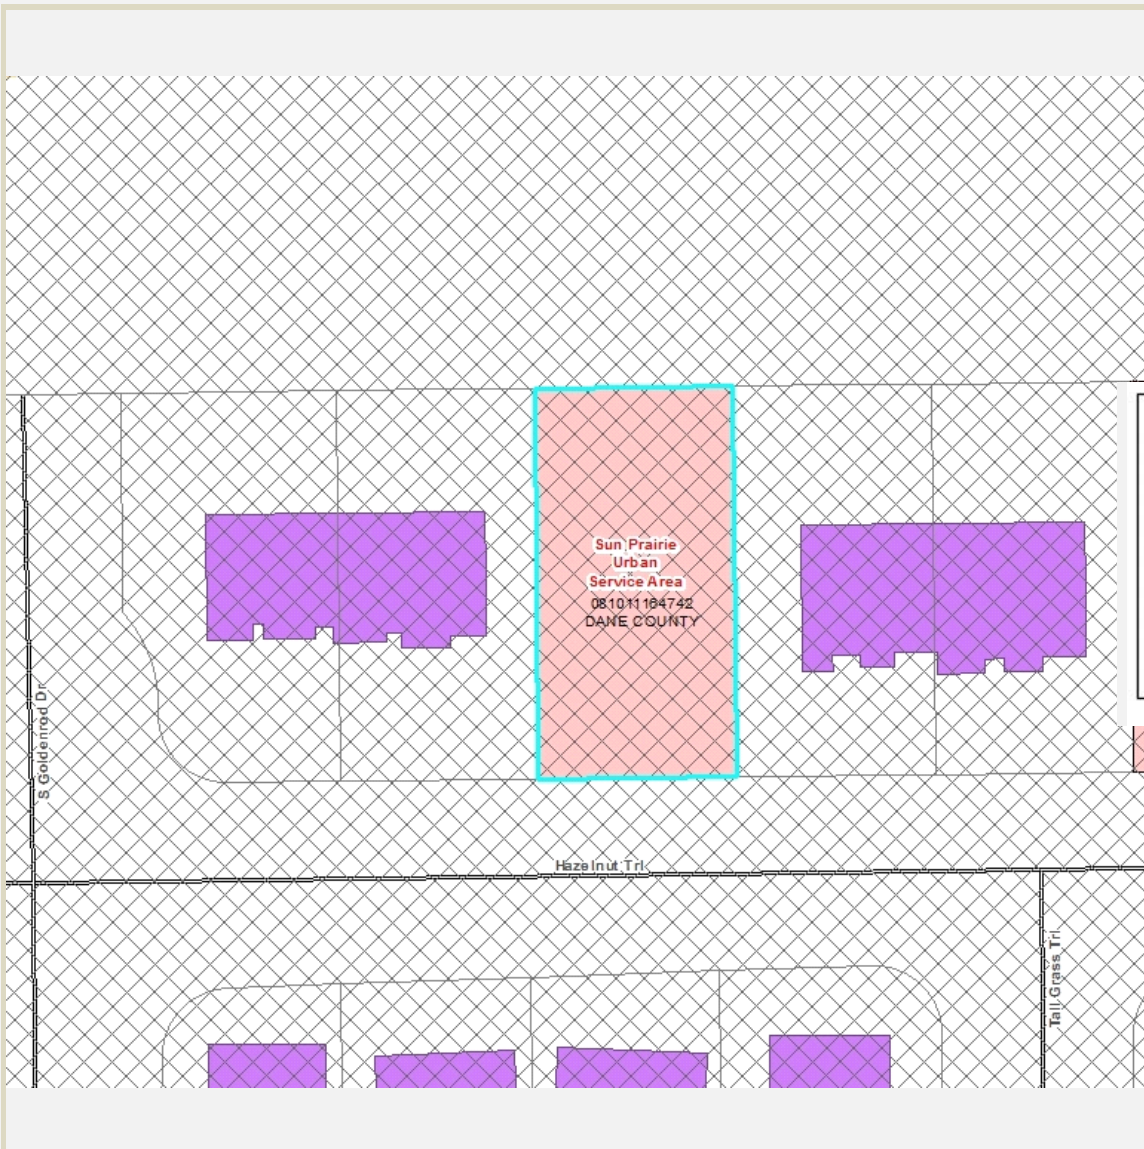 Sun Prairie
Urban
Service Area
081011164742
DANE COUNTY
S Goldenrod Dr
Hazelnut Trl
Tall Grass Trl